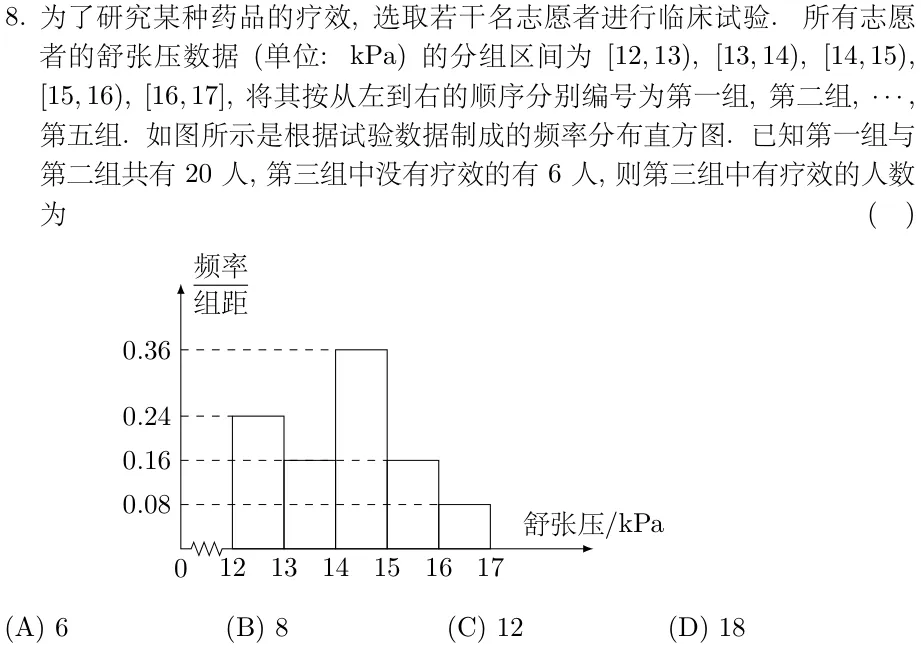 8. 为了研究某种药品的疗效, 选取若干名志愿者进行临床试验. 所有志愿
者的舒张压数据 (单位: kPa) 的分组区间为 [12,13), [13,14), [14,15),
[15,16), [16,17], 将其按从左到右的顺序分别编号为第一组, 第二组, ⋯,
第五组. 如图所示是根据试验数据制成的频率分布直方图. 已知第一组与
第二组共有 20 人, 第三组中没有疗效的有 6 人, 则第三组中有疗效的人数
为 ( )
频率
组距
0.36
0.24
0.16
0.08
舒张压/kPa
0 12 13 14 15 16 17
(A) 6 (B) 8 (C) 12 (D) 18